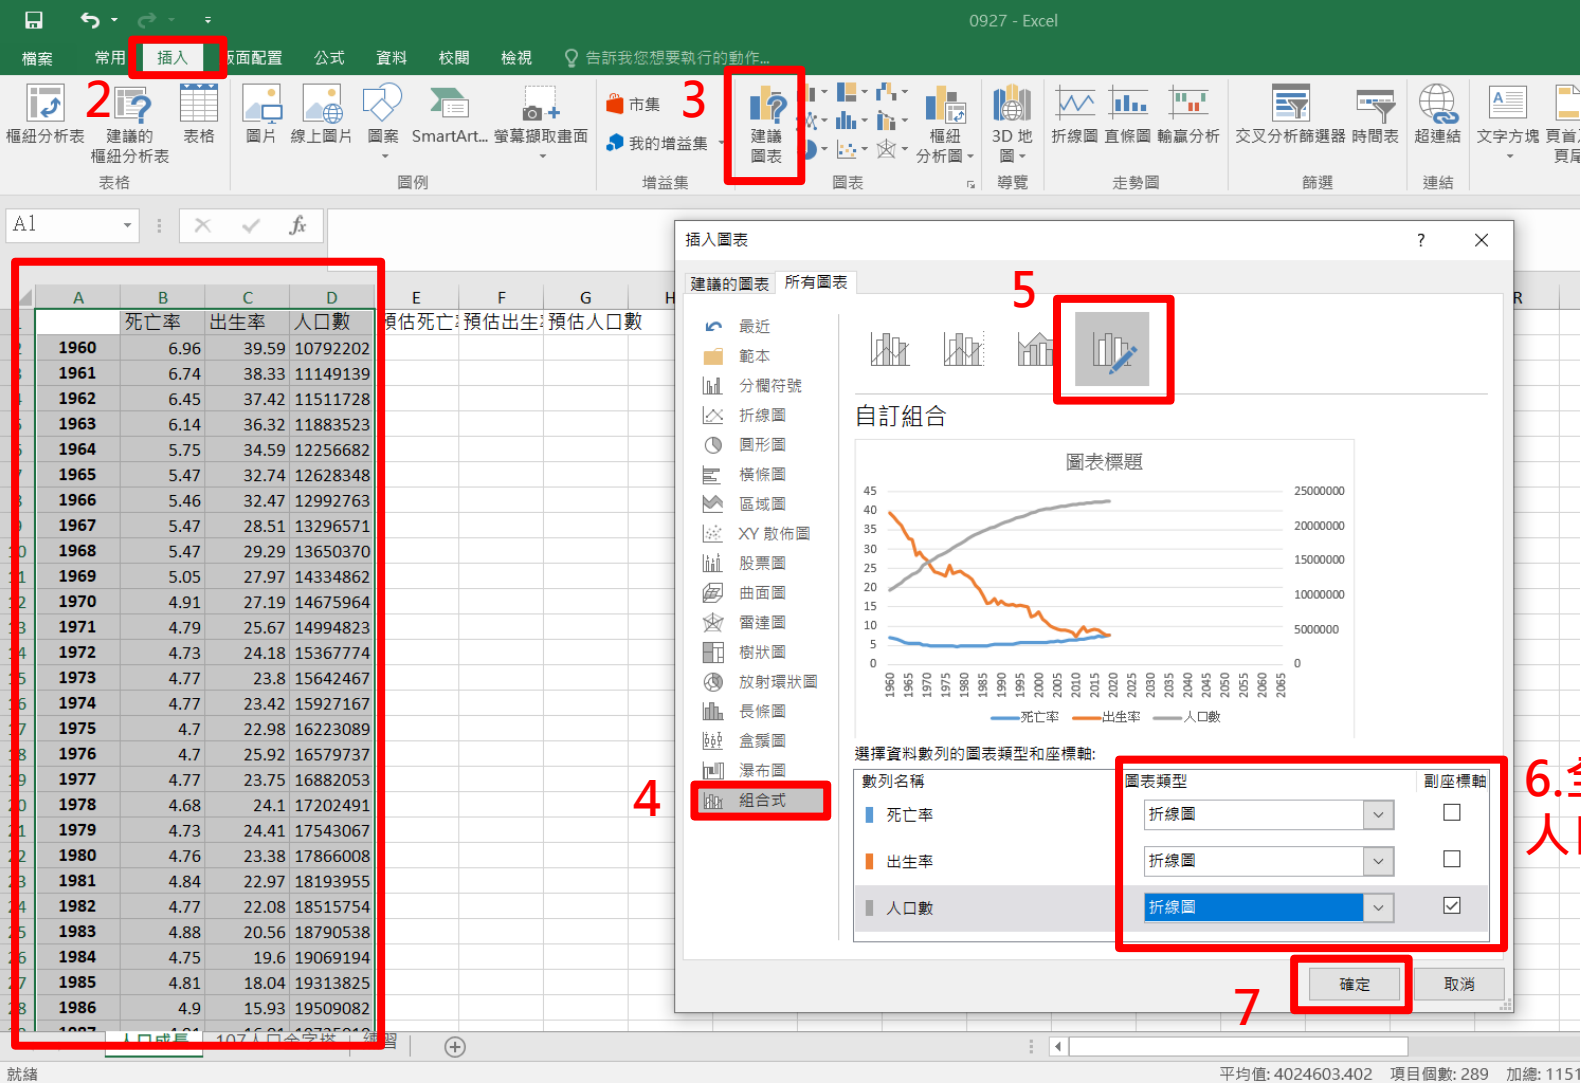 0927 - Excel
檔案 常用 插入 版面配置 公式 資料 校閱 檢視 告訴我您想要執行的動作...
2 3
樞紐分析表 建議的樞紐分析表 表格 圖片 線上圖片 圖案 SmartArt... 螢幕擷取畫面 市集 我的增益集 建議圖表 樞紐分析圖 3D 地圖 折線圖 直條圖 輸贏分析 交叉分析篩選器 時間表 超連結 文字方塊
表格 圖例 增益集 圖表 導覽 走勢圖 篩選 連結
A1 fx
A B C D E F G H R
死亡率 出生率 人口數 預估出生 預估人口數
1960 6.96 39.59 10792202
1961 6.74 38.33 11149139
1962 6.45 37.42 11511728
1963 6.14 36.32 11883523
1964 5.75 34.59 12256682
1965 5.47 32.74 12628348
1966 5.46 32.47 12992763
1967 5.47 28.51 13296571
1968 5.47 29.29 13650370
1969 5.05 27.97 14334862
1970 4.91 27.19 14675964
1971 4.79 25.67 14994823
1972 4.73 24.18 15367774
1973 4.77 23.8 15642467
1974 4.77 23.42 15927167
1975 4.7 22.98 16223089
1976 4.7 25.92 16579737
1977 4.77 23.75 16882053
1978 4.68 24.1 17202491
1979 4.73 24.41 17543067
1980 4.76 23.38 17866008
1981 4.84 22.97 18193955
1982 4.77 22.08 18515754
1983 4.88 20.56 18790538
1984 4.75 19.6 19069194
1985 4.81 18.04 19313825
1986 4.9 15.93 19509082
插入圖表 ?
建議的圖表 所有圖表
5
最近
範本
分欄符號
折線圖
圓形圖
橫條圖
區域圖
XY 散佈圖
股票圖
曲面圖
雷達圖
樹狀圖
放射環狀圖
長條圖
盒鬚圖
瀑布圖
4 組合式
自訂組合
圖表標題
45 25000000
40 20000000
35
30 15000000
25
20 10000000
15
10 5000000
5
0 0
1960 1965 1970 1975 1980 1985 1990 1995 2000 2005 2010 2015 2020 2025 2030 2035 2040 2045 2050 2055 2060 2065
死亡率 出生率 人口數
選擇資料數列的圖表類型和座標軸:
數列名稱 圖表類型 副座標軸
死亡率 折線圖
出生率 折線圖
人口數 折線圖
6.
人
7 確定 取消
人口成長 107人口金字塔 練習
就緒 平均值: 4024603.402 項目個數: 289 加總: 1151